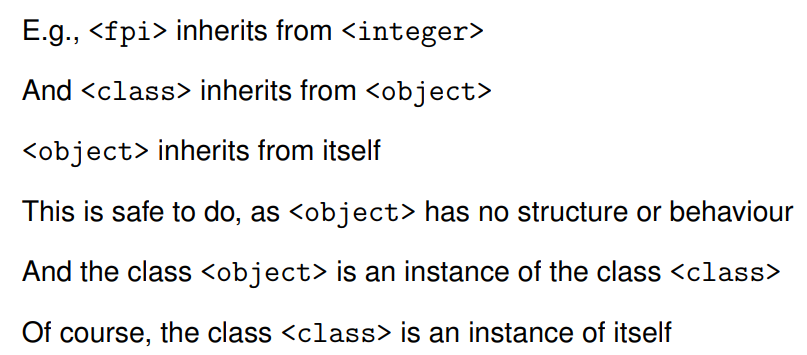 E.g., <fpi> inherits from <integer>
And <class> inherits from <object>
<object> inherits from itself
This is safe to do, as <object> has no structure or behaviour
And the class <object> is an instance of the class <class>
Of course, the class <class> is an instance of itself